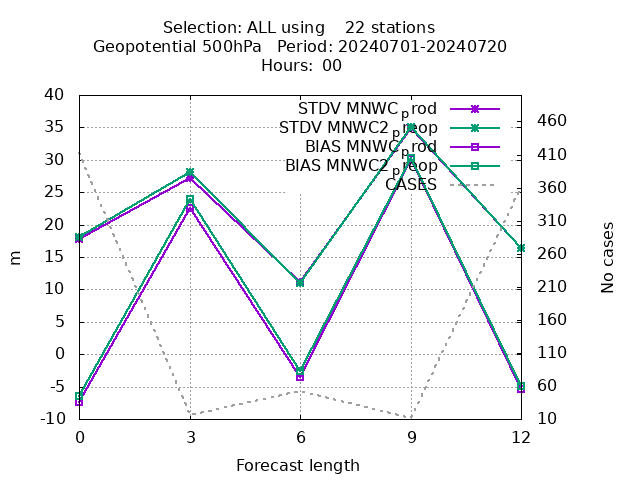 Selection: ALL using    22 stations
Geopotential 500hPa   Period: 20240701-20240720
Hours: 00
STDV MNWC_prod
STDV MNWC2_preop
BIAS MNWC_prod
BIAS MNWC2_preop
CASES
40
35
30
25
20
15
10
5
0
-5
-10
m
460
410
360
310
260
210
160
110
60
10
No cases
0 3 6 9 12
Forecast length